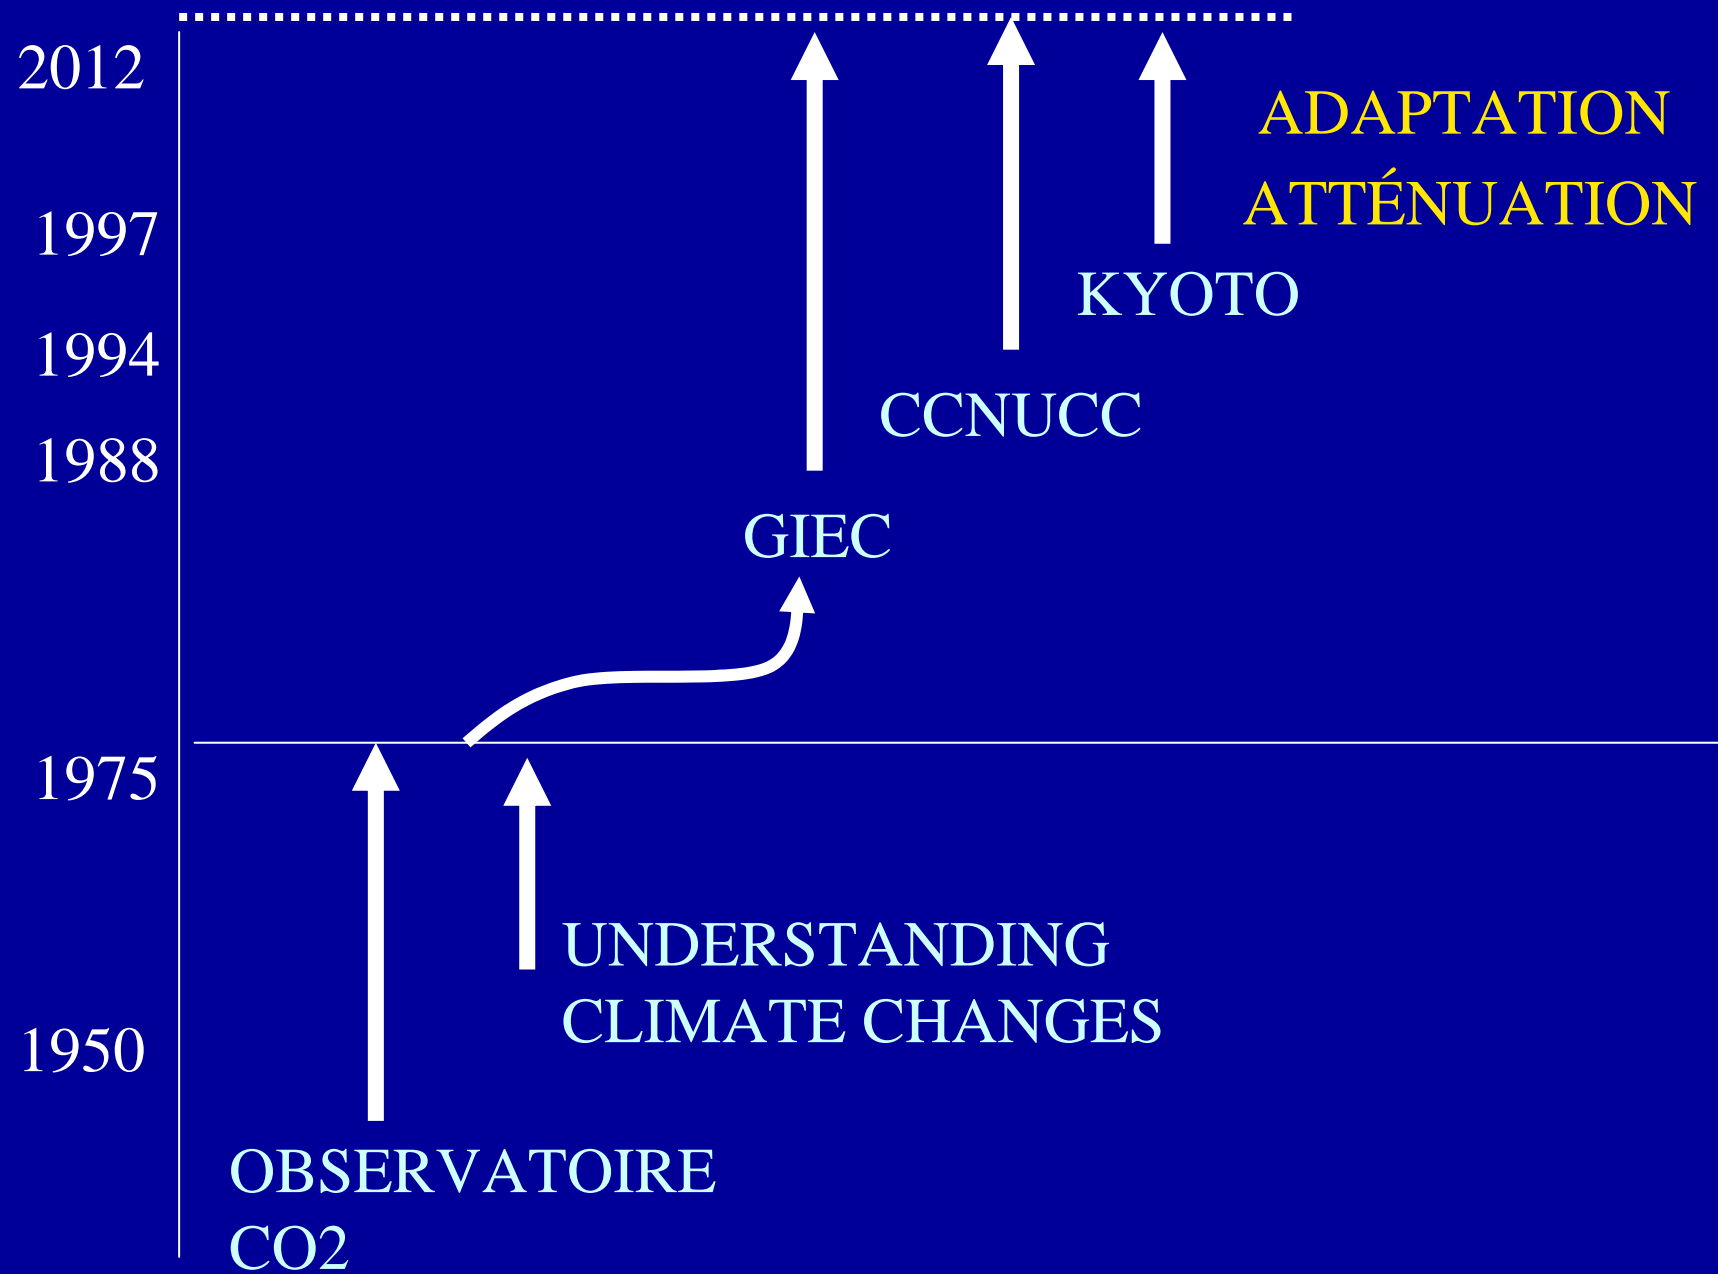 2012
ADAPTATION
ATTÉNUATION
1997
KYOTO
1994
CCNUCC
1988
GIEC
1975
UNDERSTANDING
CLIMATE CHANGES
1950
OBSERVATOIRE
CO2